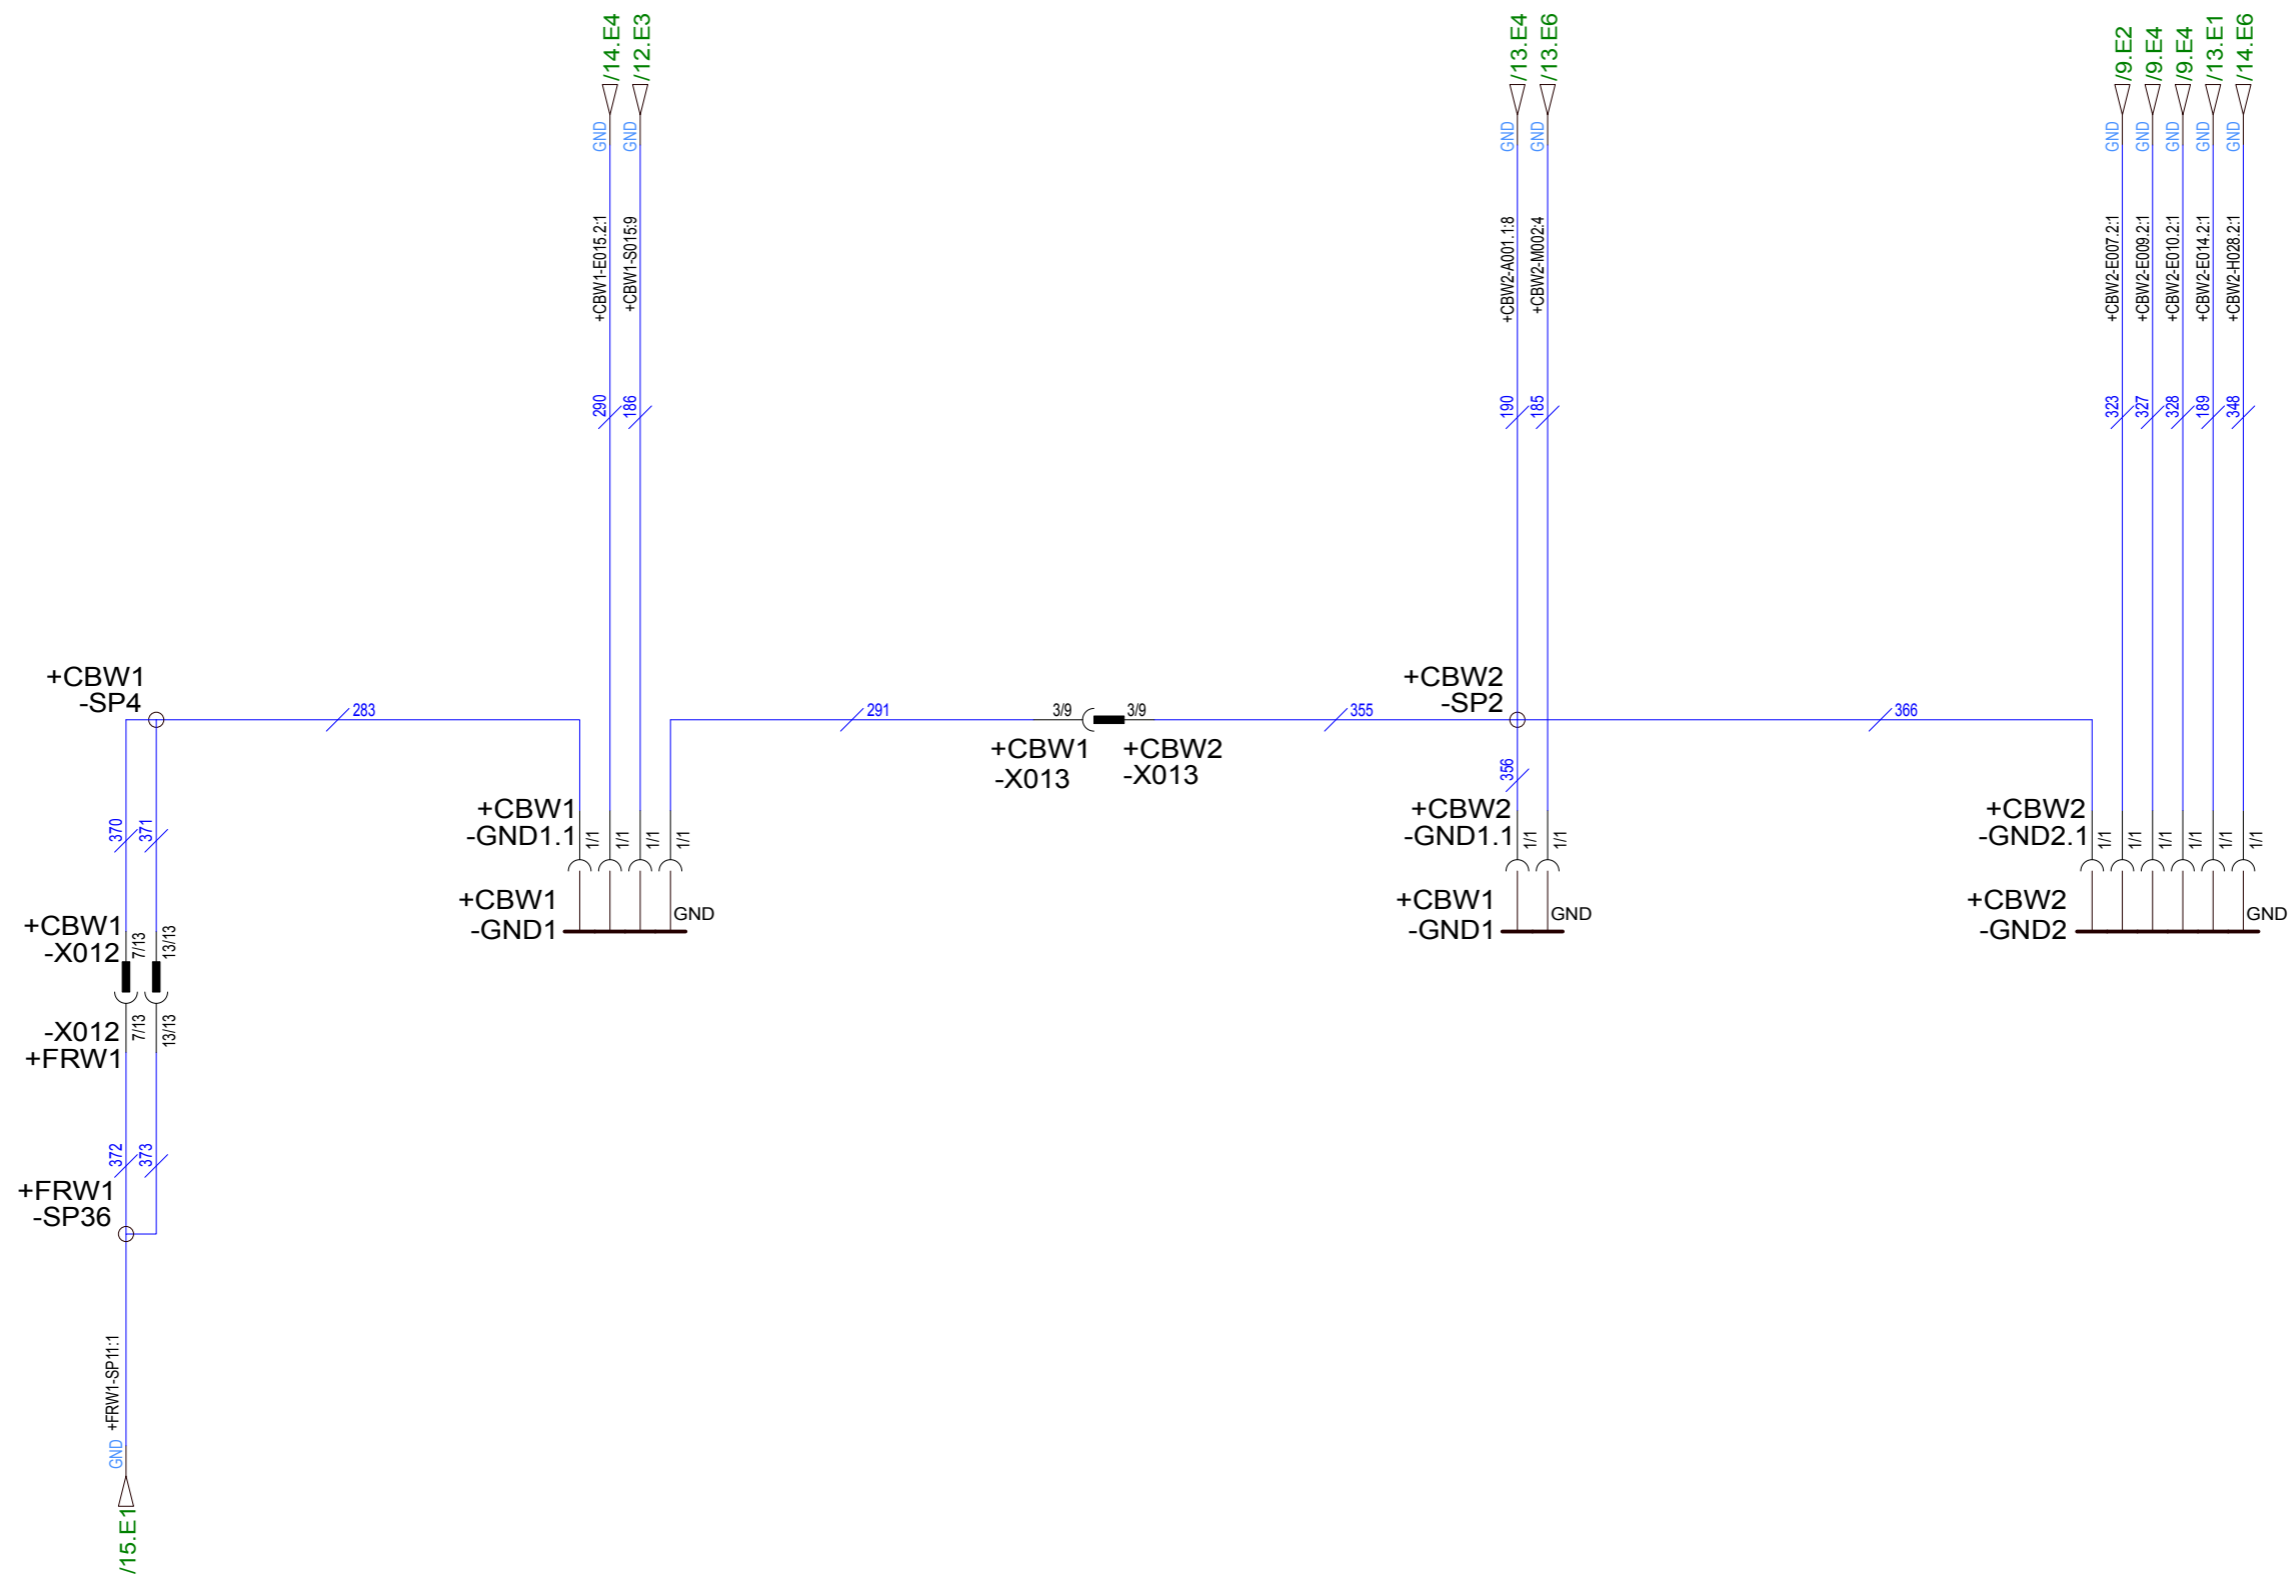 /14.E4
/12.E3
/13.E4
/13.E6
/9.E2
/9.E4
/9.E4
/13.E1
/14.E6
GND
GND
GND
GND
GND
GND
GND
GND
GND
+CBW1-E015.2:1
+CBW1-S015:9
+CBW2-A001.1:8
+CBW2-M002:4
+CBW2-E007.2:1
+CBW2-E009.2:1
+CBW2-E010.2:1
+CBW2-E014.2:1
+CBW2-H028.2:1
290
186
190
185
323
327
328
189
348
+CBW1
-SP4
283
291
3/9
3/9
355
+CBW2
-SP2
366
+CBW1
-X013
+CBW2
-X013
356
370
371
+CBW1
-GND1.1
1/1
1/1
1/1
1/1
+CBW2
-GND1.1
1/1
1/1
+CBW2
-GND2.1
1/1
1/1
1/1
1/1
1/1
1/1
+CBW1
-GND1
GND
+CBW1
-GND1
GND
+CBW2
-GND2
GND
+CBW1
-X012
7/13
13/13
-X012
+FRW1
7/13
13/13
372
373
+FRW1
-SP36
+FRW1-SP11:1
GND
/15.E1